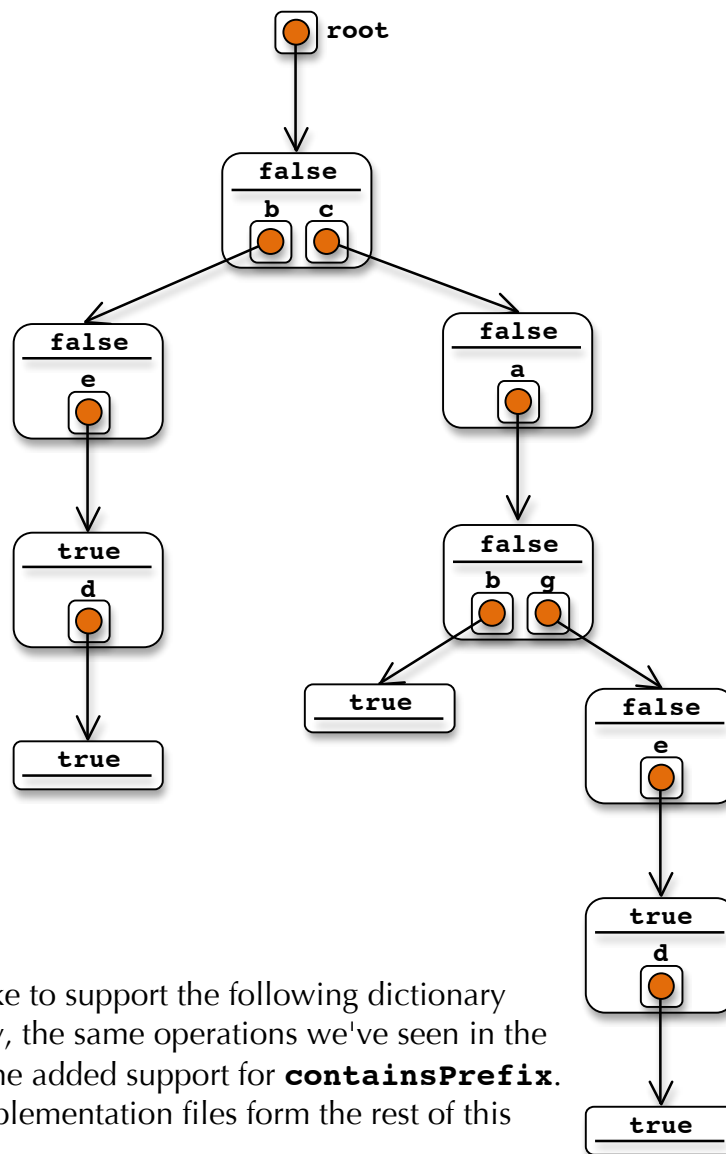 root
false
b c
false
false
e
a
true
false
d
b g
true
false
true
e
true
d
ke to support the following dictionary
, the same operations we've seen in the
ne added support for containsPrefix.
plementation files form the rest of this
true